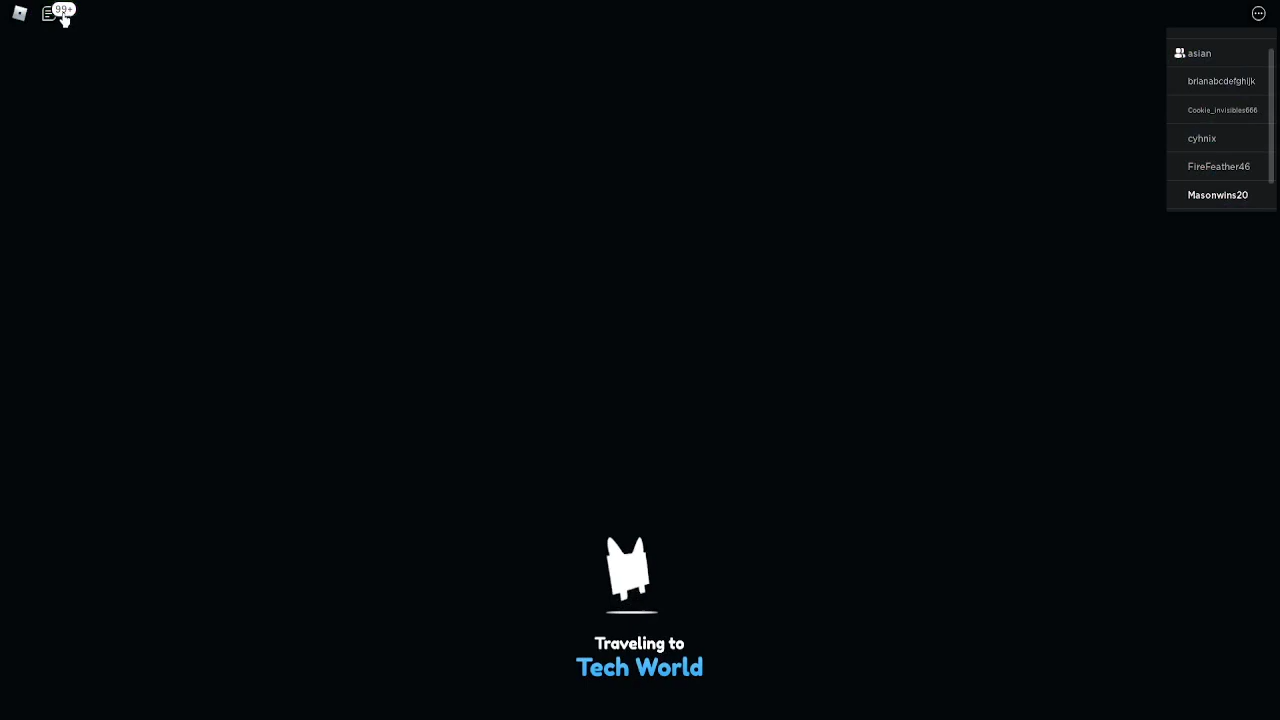 99+
asian
brianabcdefghijk
Cookie_invisibles666
cyhnix
FireFeather46
Masonwins20
Traveling to
Tech World